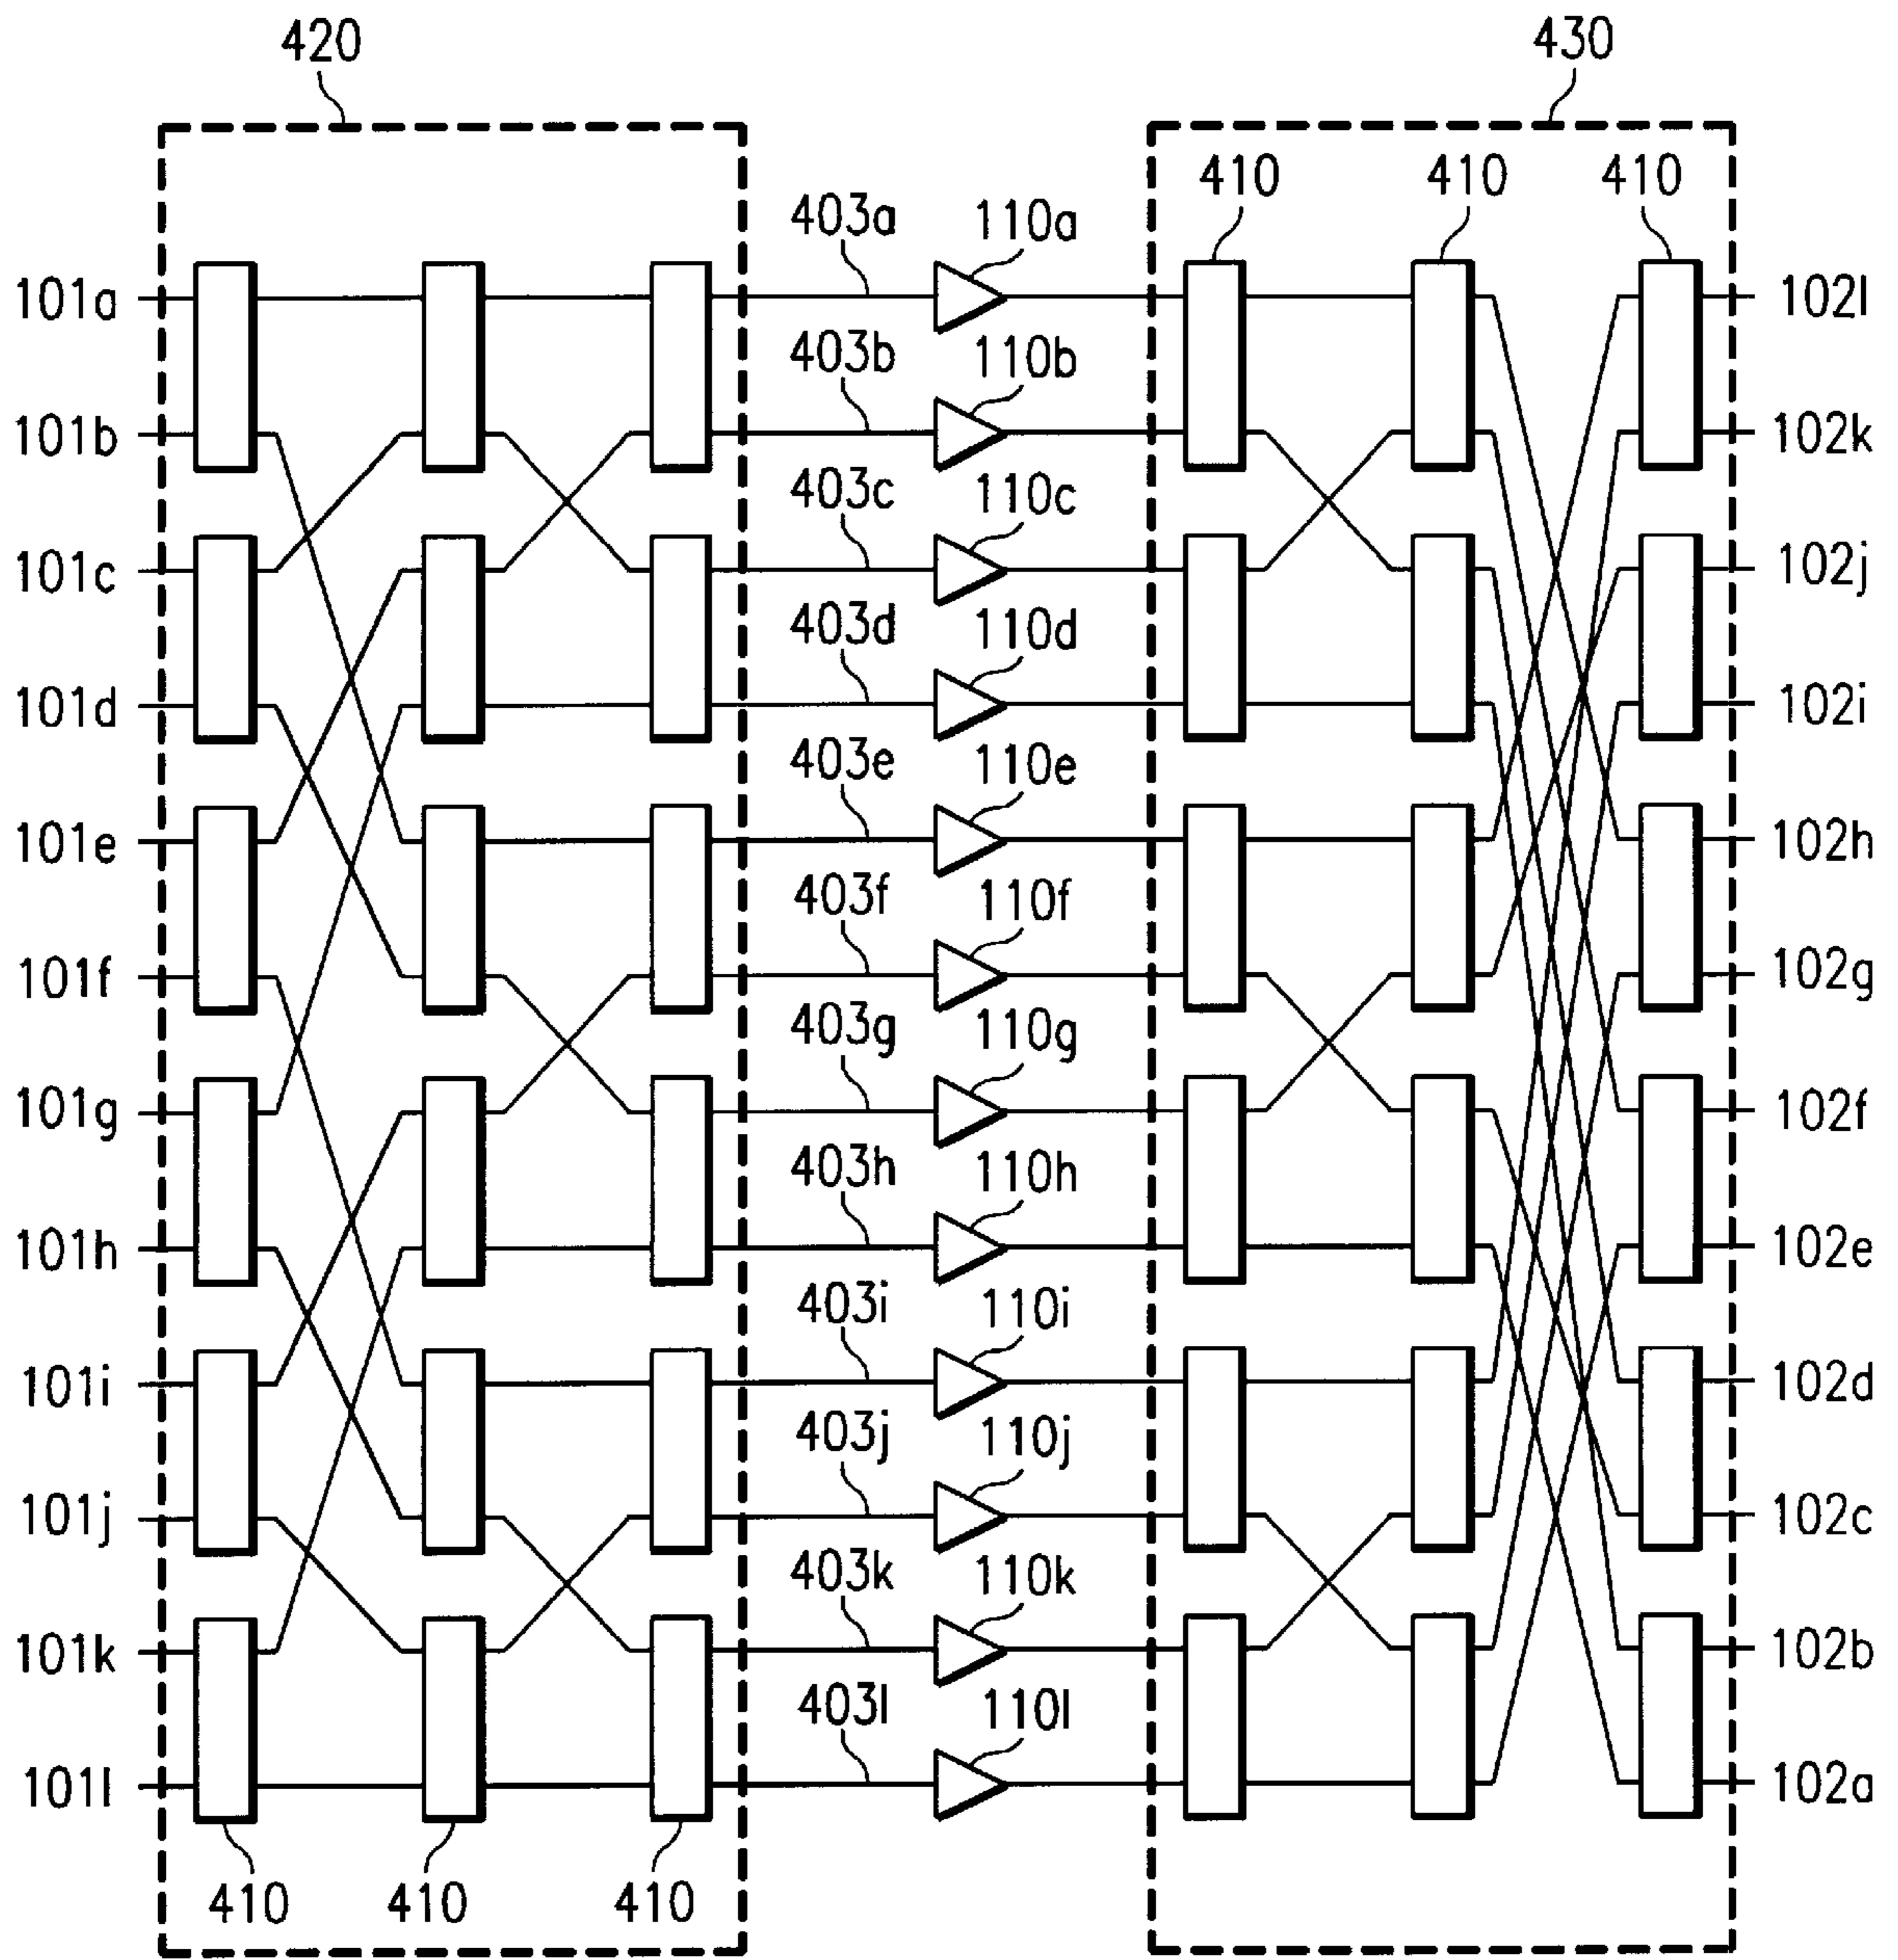 420
430
410 410 410
403a 110a
101a 102l
403b 110b
101b 102k
403c 110c
101c 102j
403d 110d
101d 102i
403e 110e
101e 102h
403f 110f
101f 102g
403g 110g
101g 102f
403h 110h
101h 102e
403i 110i
101i 102d
403j 110j
101j 102c
403k 110k
101k 102b
403l 110l
101l 102a
410 410 410